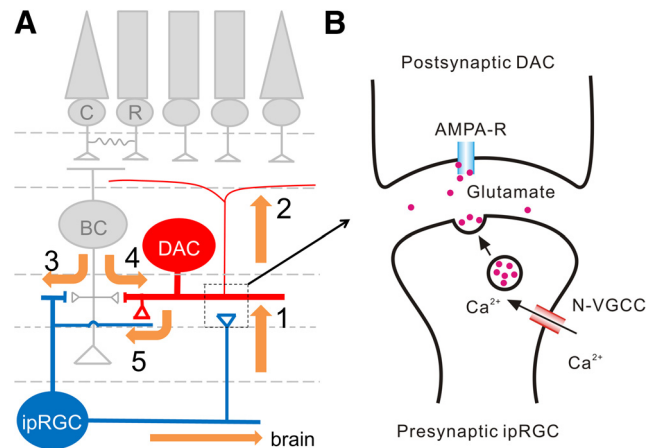 A
B
C
R
BC
DAC
3
4
2
1
5
ipRGC
brain
Postsynaptic DAC
AMPA-R
Glutamate
N-VGCC
Ca2+
Ca2+
Presynaptic ipRGC